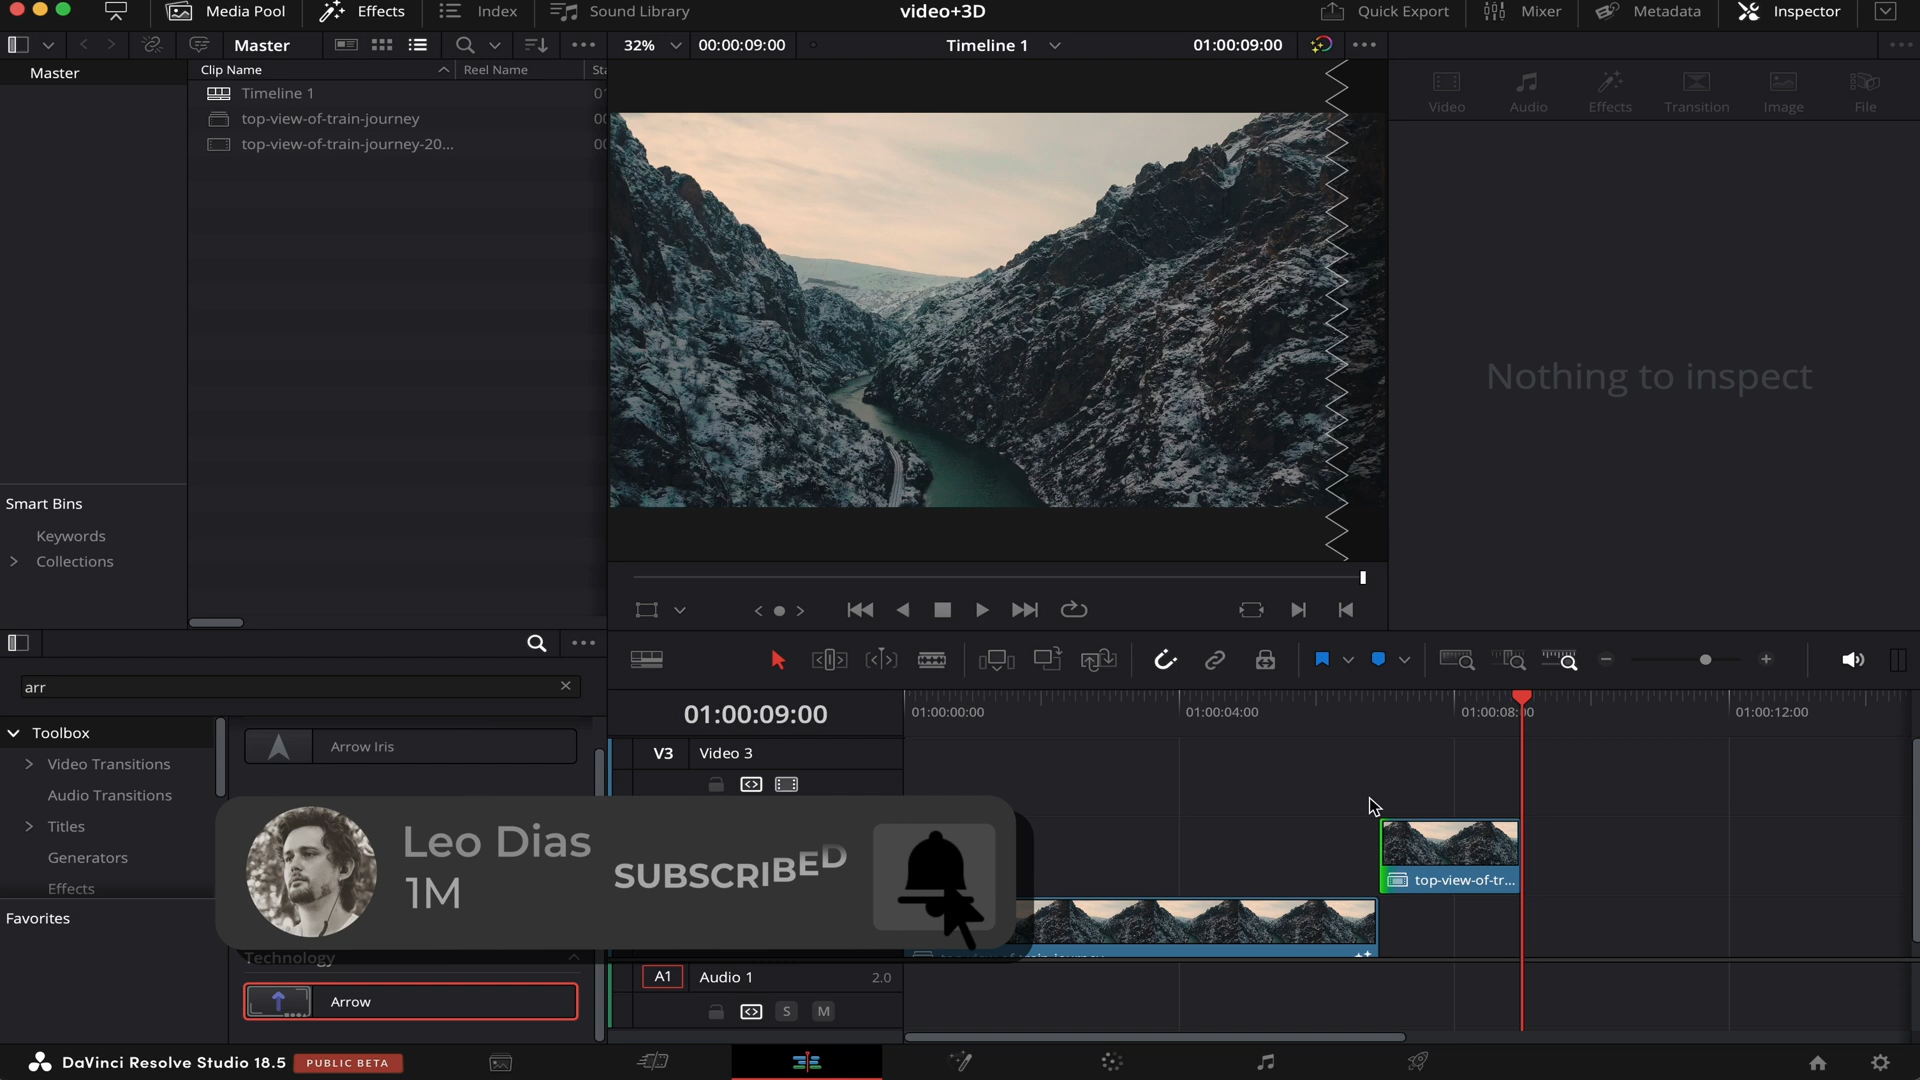 Media Pool
Effects
Index
Sound Library
video+3D
Quick Export
Mixer
Metadata
Inspector
Master
32%
00:00:09:00
Timeline 1
01:00:09:00
Master
Clip Name
Reel Name
Timeline 1
top-view-of-train-journey
top-view-of-train-journey-20...
Video
Audio
Effects
Transition
Image
File
Nothing to inspect
Smart Bins
Keywords
Collections
arr
01:00:09:00
01:00:00:00
01:00:04:00
01:00:08:00
01:00:12:00
Toolbox
Video Transitions
Audio Transitions
Titles
Generators
Effects
Favorites
Arrow Iris
V3
Video 3
Leo Dias
1M
SUBSCRIBED
top-view-of-tr...
Technology
Arrow
A1
Audio 1
2.0
S
M
DaVinci Resolve Studio 18.5
PUBLIC BETA